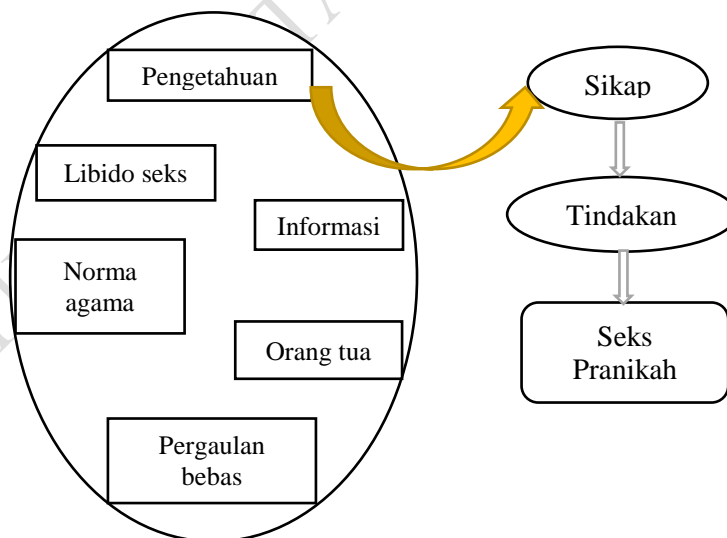 Pengetahuan
Libido seks
Informasi
Norma
agama
Orang tua
Pergaulan
bebas
Sikap
Tindakan
Seks
Pranikah